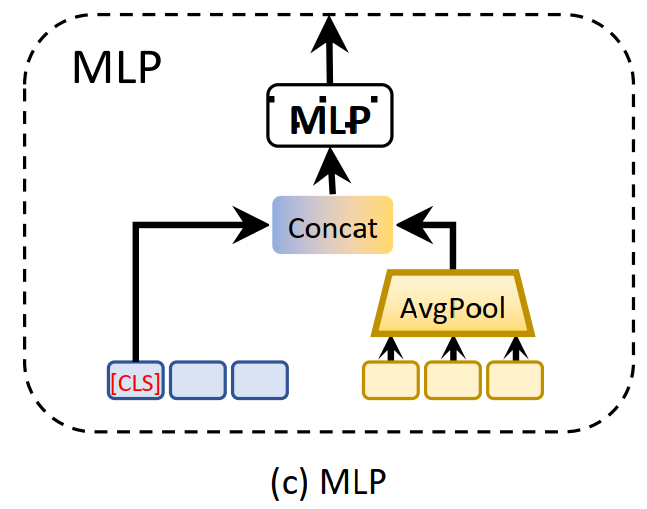 MLP
MLP
Concat
AvgPool
[CLS]
(c) MLP